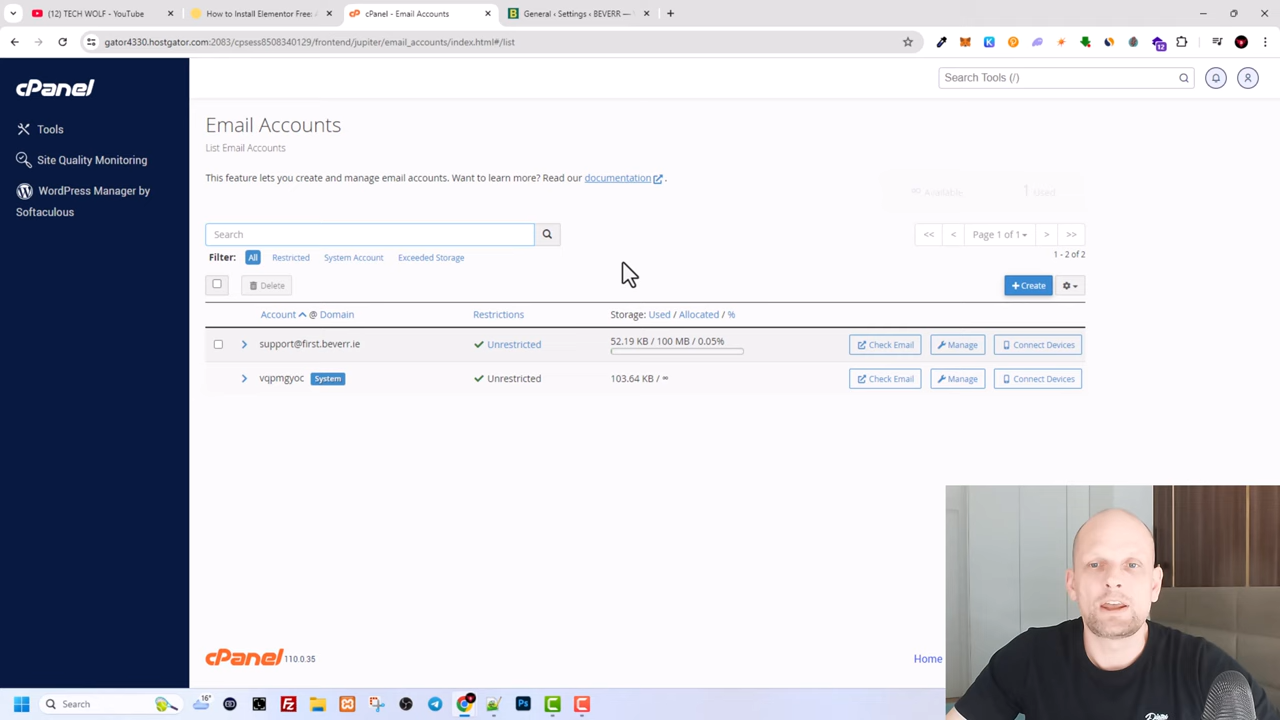 (12) TECH WOLF - YouTube
How to Install Elementor Free:
cPanel - Email Accounts
General ‹ Settings ‹ BEVERR —
gator4330.hostgator.com:2083/cpsess8508340129/frontend/jupiter/email_accounts/index.html#/list
12
cPanel
Search Tools (/)
Tools
Site Quality Monitoring
WordPress Manager by
Softaculous
Email Accounts
List Email Accounts
This feature lets you create and manage email accounts. Want to learn more? Read our documentation .
Available
1 Used
Search
<< < Page 1 of 1 > >>
Filter: All Restricted System Account Exceeded Storage
1 - 2 of 2
Delete
+ Create
Account @ Domain Restrictions Storage: Used / Allocated / %
support@first.beverr.ie Unrestricted 52.19 KB / 100 MB / 0.05% Check Email Manage Connect Devices
vqpmgyoc System Unrestricted 103.64 KB / ∞ Check Email Manage Connect Devices
cPanel 110.0.35
Home
Search
16°
Ps